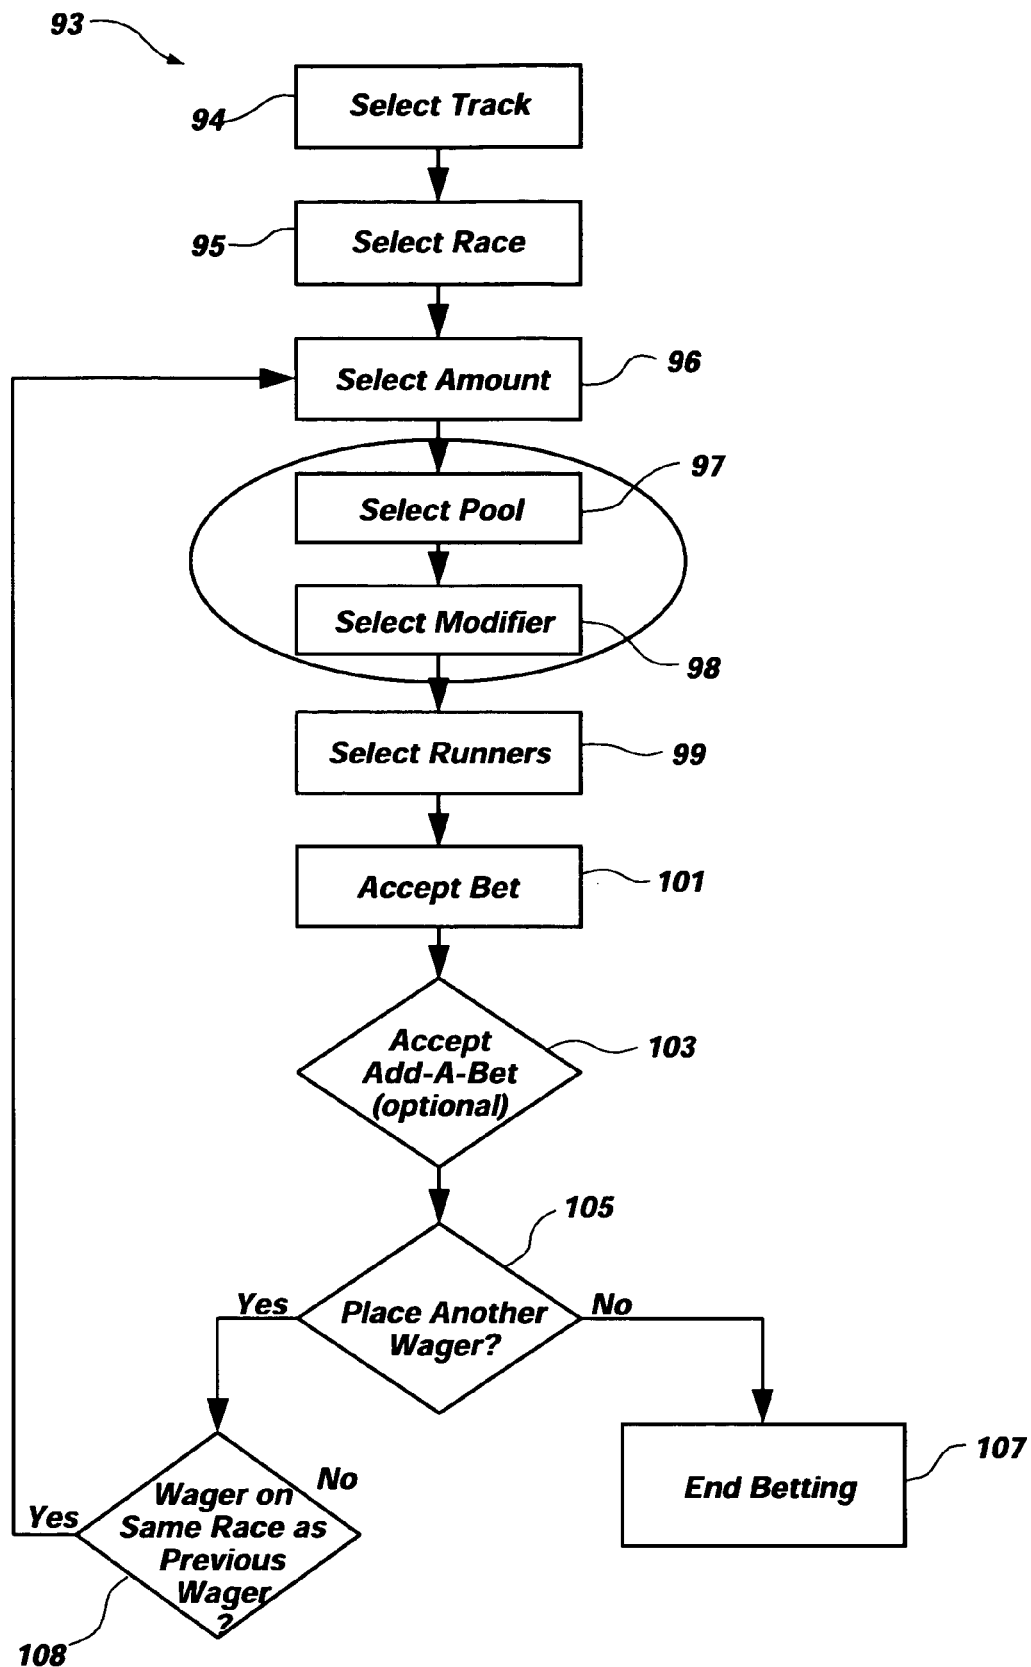 93
94
Select Track
95
Select Race
Select Amount
96
Select Pool
97
Select Modifier
98
Select Runners
99
Accept Bet
101
Accept
Add-A-Bet
(optional)
103
105
Yes
Place Another
Wager?
No
Yes
Wager on
Same Race as
Previous
Wager
?
No
End Betting
107
108